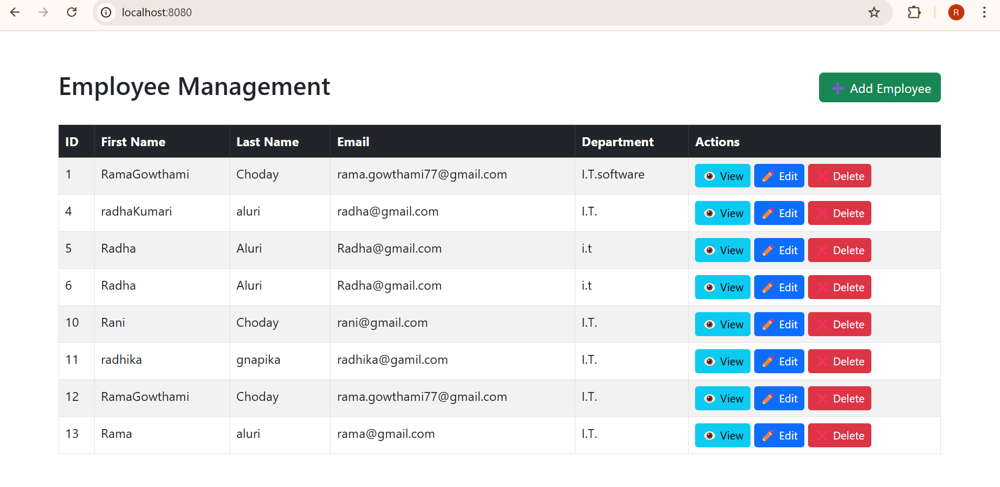 localhost:8080
R
Employee Management
Add Employee
ID First Name Last Name Email Department Actions
1 RamaGowthami Choday rama.gowthami77@gmail.com I.T.software View Edit Delete
4 radhaKumari aluri radha@gmail.com I.T. View Edit Delete
5 Radha Aluri Radha@gmail.com i.t View Edit Delete
6 Radha Aluri Radha@gmail.com i.t View Edit Delete
10 Rani Choday rani@gmail.com I.T. View Edit Delete
11 radhika gnapika radhika@gamil.com I.T. View Edit Delete
12 RamaGowthami Choday rama.gowthami77@gmail.com I.T. View Edit Delete
13 Rama aluri rama@gmail.com I.T. View Edit Delete